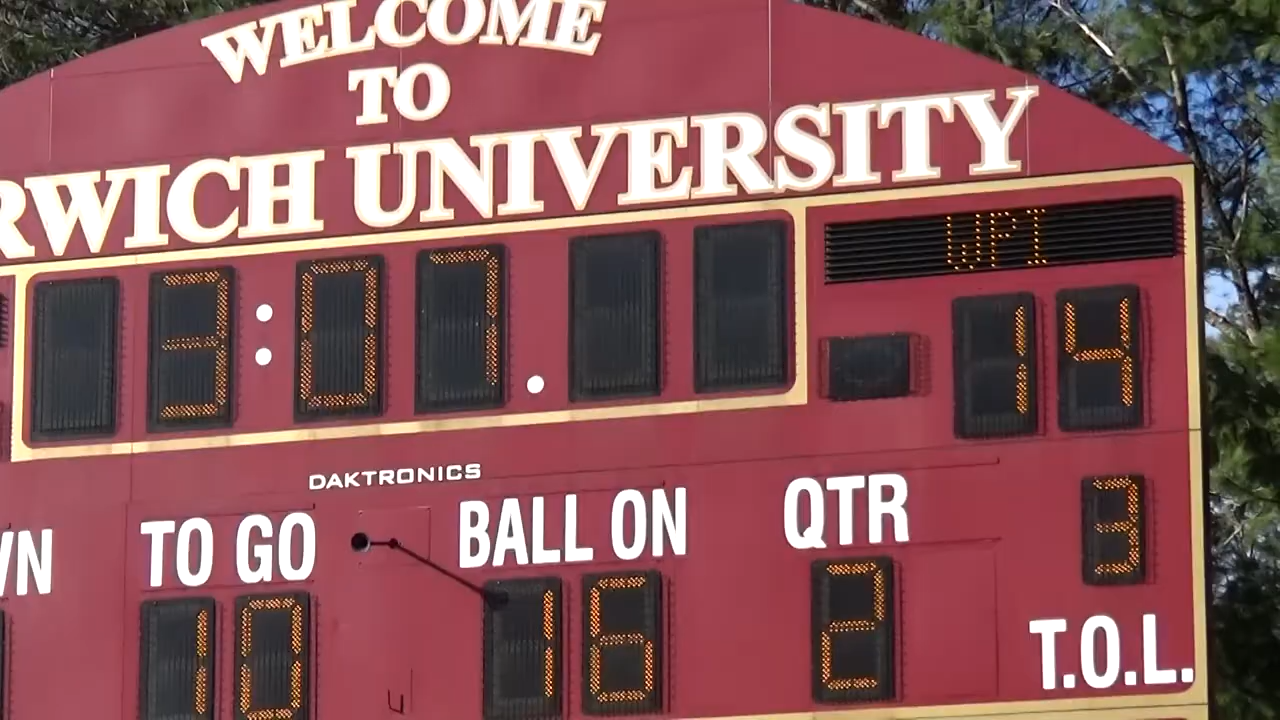 WELCOME
TO
RWICH UNIVERSITY
WPI
3:07.
14
DAKTRONICS
WN TO GO BALL ON QTR
3
10 16 2
T.O.L.